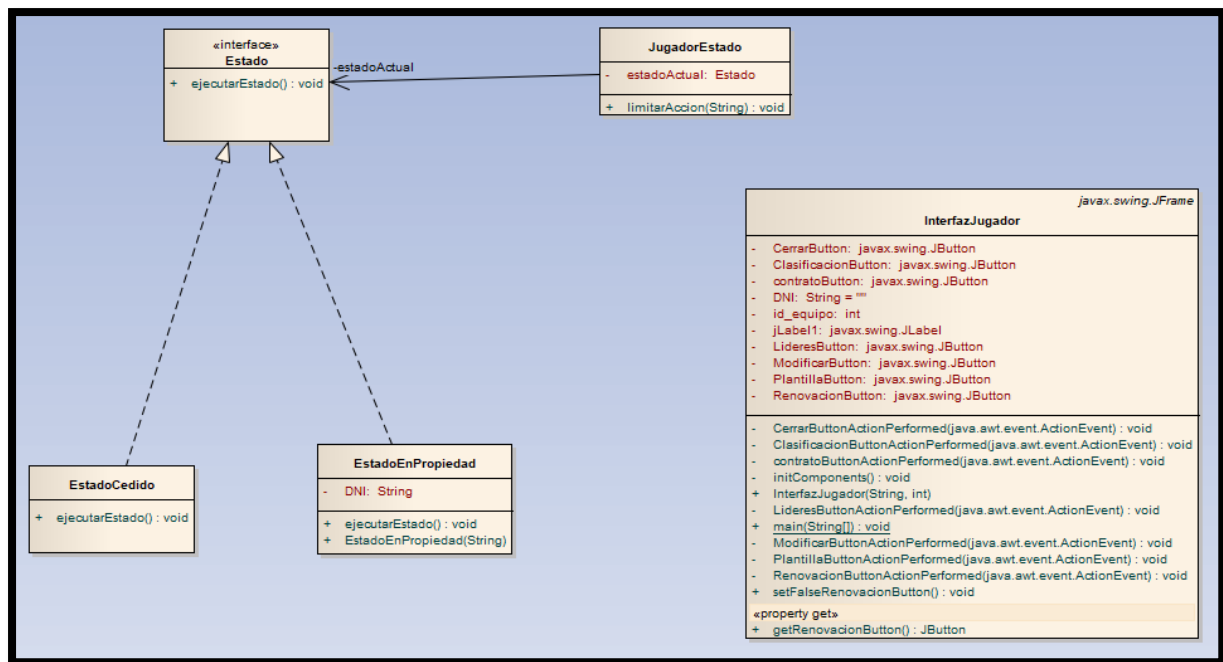 «interface»
Estado
+ ejecutarEstado() : void
-estadoActual
JugadorEstado
- estadoActual: Estado
+ limitarAccion(String) : void
javax.swing.JFrame
InterfazJugador
- CerrarButton: javax.swing.JButton
- ClasificacionButton: javax.swing.JButton
- contratoButton: javax.swing.JButton
- DNI: String = ""
- id_equipo: int
- jLabel1: javax.swing.JLabel
- LideresButton: javax.swing.JButton
- ModificarButton: javax.swing.JButton
- PlantillaButton: javax.swing.JButton
- RenovacionButton: javax.swing.JButton
- CerrarButtonActionPerformed(java.awt.event.ActionEvent) : void
- ClasificacionButtonActionPerformed(java.awt.event.ActionEvent) : void
- contratoButtonActionPerformed(java.awt.event.ActionEvent) : void
- initComponents() : void
+ InterfazJugador(String, int)
- LideresButtonActionPerformed(java.awt.event.ActionEvent) : void
+ main(String[]) : void
- ModificarButtonActionPerformed(java.awt.event.ActionEvent) : void
- PlantillaButtonActionPerformed(java.awt.event.ActionEvent) : void
- RenovacionButtonActionPerformed(java.awt.event.ActionEvent) : void
+ setFalseRenovacionButton() : void
«property get»
+ getRenovacionButton() : JButton
EstadoCedido
+ ejecutarEstado() : void
EstadoEnPropiedad
- DNI: String
+ ejecutarEstado() : void
+ EstadoEnPropiedad(String)